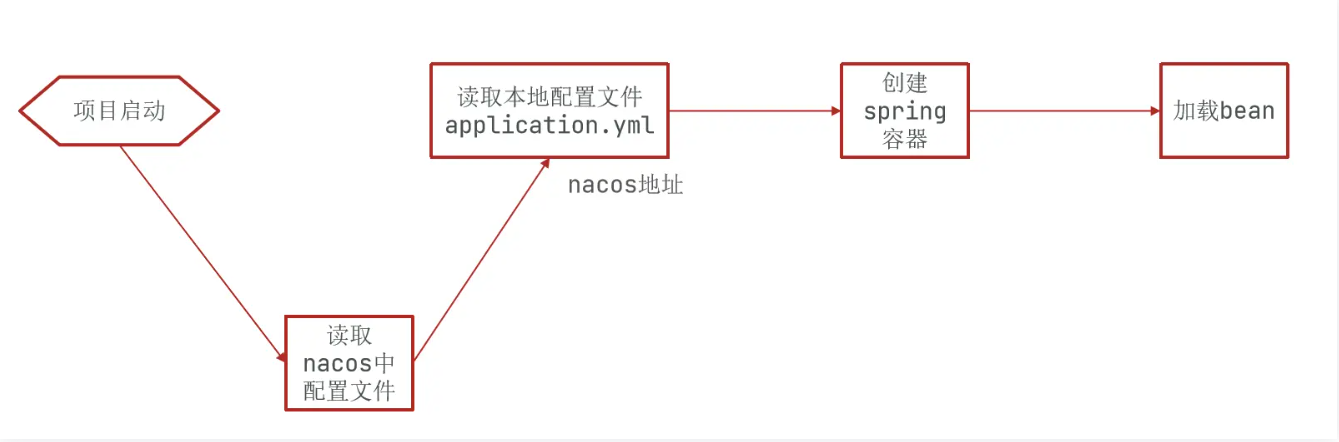 项目启动
读取
nacos中
配置文件
读取本地配置文件
application.yml
nacos地址
创建
spring
容器
加载bean